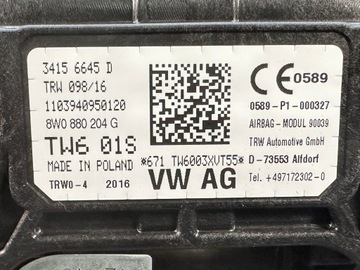 3415 6645 D
TRW 098/16
1103940950120
8W0 880 204 G
TW6 01S
MADE IN POLAND
TRW0-4 2016
*671 TW6003XVT55*
VW AG
CE 0589
0589-P1-000327
AIRBAG-MODUL 90039
TRW Automotive GmbH
D-73553 Alfdorf
Tel. +497172302-0